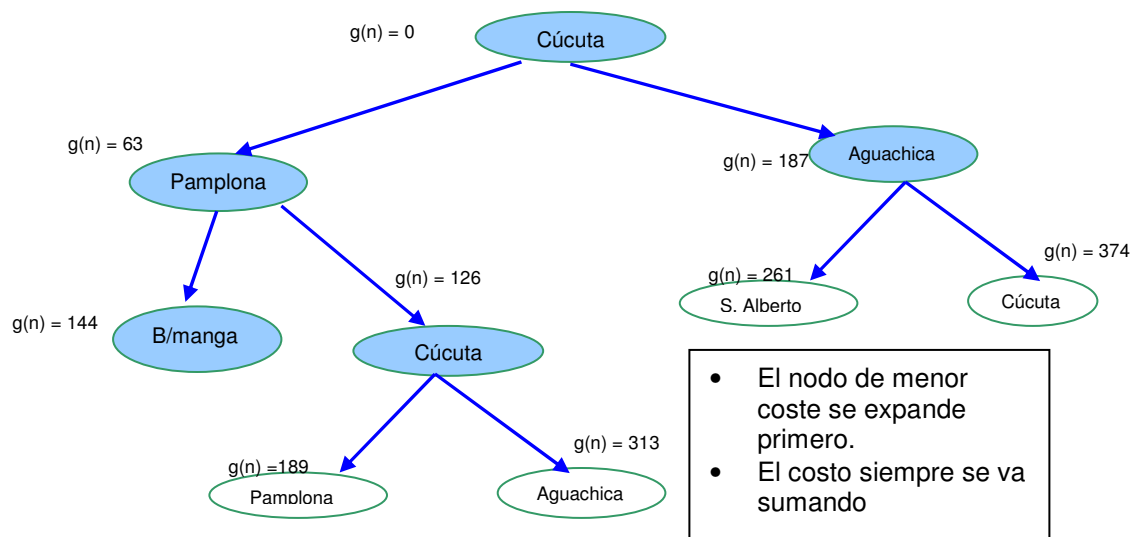 g(n) = 0
Cúcuta
g(n) = 63
Pamplona
g(n) = 187
Aguachica
g(n) = 126
g(n) = 261
S. Alberto
g(n) = 374
Cúcuta
g(n) = 144
B/manga
Cúcuta
g(n) =189
Pamplona
g(n) = 313
Aguachica
• El nodo de menor
coste se expande
primero.
• El costo siempre se va
sumando